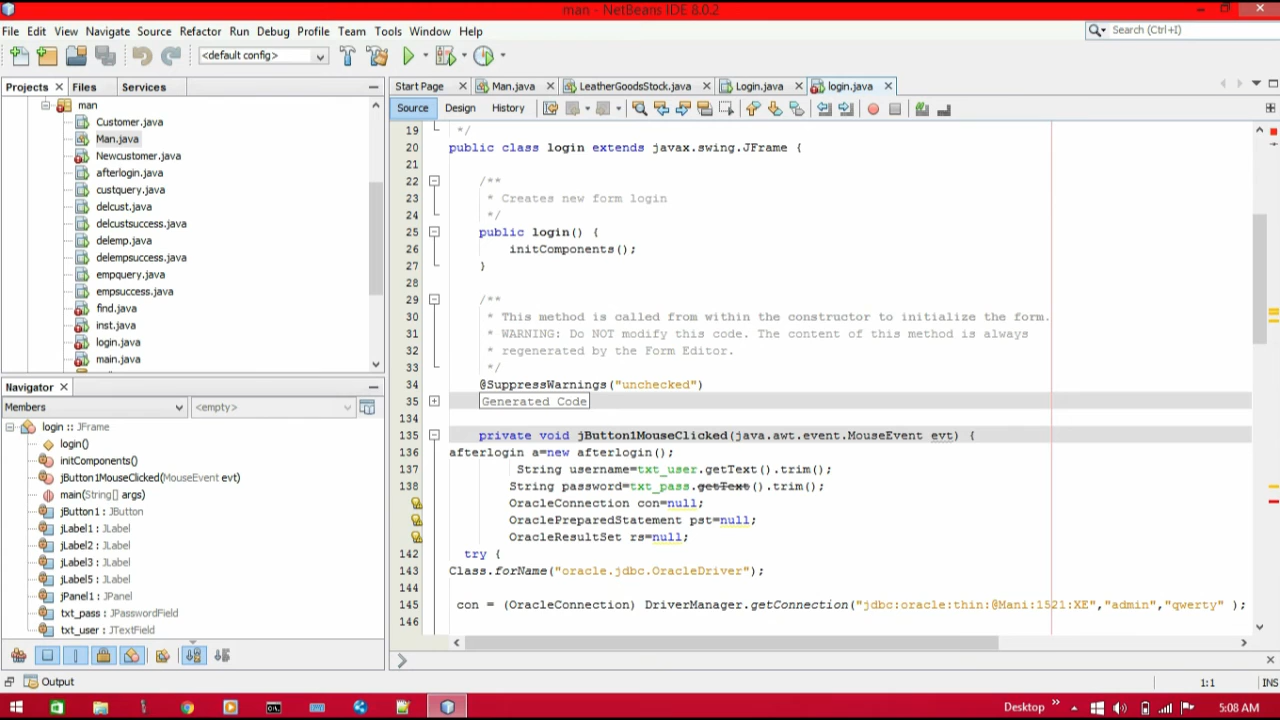 man - NetBeans IDE 8.0.2
File Edit View Navigate Source Refactor Run Debug Profile Team Tools Window Help
Search (Ctrl+I)
<default config>
Projects Files Services
Start Page Man.java LeatherGoodsStock.java Login.java login.java
Source Design History
man
Customer.java
Man.java
Newcustomer.java
afterlogin.java
custquery.java
delcust.java
delcustsuccess.java
delemp.java
delempsuccess.java
empquery.java
empsuccess.java
find.java
inst.java
login.java
main.java
Navigator
Members <empty>
login :: JFrame
login()
initComponents()
jButton1MouseClicked(MouseEvent evt)
main(String[] args)
jButton1 : JButton
jLabel1 : JLabel
jLabel2 : JLabel
jLabel3 : JLabel
jLabel5 : JLabel
jPanel1 : JPanel
txt_pass : JPasswordField
txt_user : JTextField
19 */
20 public class login extends javax.swing.JFrame {
21
22 /**
23 * Creates new form login
24 */
25 public login() {
26 initComponents();
27 }
28
29 /**
30 * This method is called from within the constructor to initialize the form.
31 * WARNING: Do NOT modify this code. The content of this method is always
32 * regenerated by the Form Editor.
33 */
34 @SuppressWarnings("unchecked")
35 Generated Code
134
135 private void jButton1MouseClicked(java.awt.event.MouseEvent evt) {
136 afterlogin a=new afterlogin();
137 String username=txt_user.getText().trim();
138 String password=txt_pass.getText().trim();
OracleConnection con=null;
OraclePreparedStatement pst=null;
OracleResultSet rs=null;
142 try {
143 Class.forName("oracle.jdbc.OracleDriver");
144
145 con = (OracleConnection) DriverManager.getConnection("jdbc:oracle:thin:@Mani:1521:XE","admin","qwerty" );
146
Output
1:1 INS
Desktop 5:08 AM